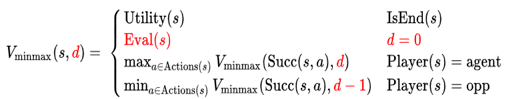 Utility(s) IsEnd(s)
Eval(s) d = 0
V_minmax(s, d) =
max_{a∈Actions(s)} V_minmax(Succ(s, a), d) Player(s) = agent
min_{a∈Actions(s)} V_minmax(Succ(s, a), d − 1) Player(s) = opp